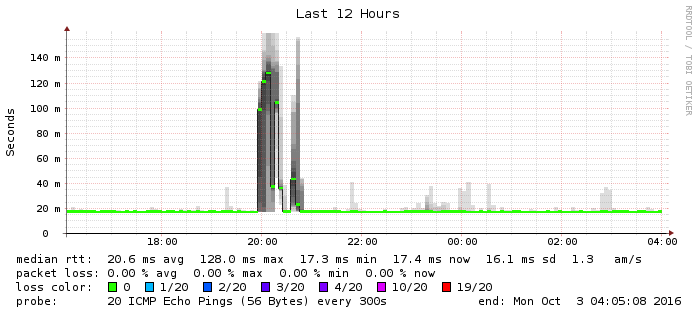 Last 12 Hours
RRDTOOL / TOBI OETIKER
Seconds
140 m
120 m
100 m
80 m
60 m
40 m
20 m
0
18:00 20:00 22:00 00:00 02:00 04:00
median rtt: 20.6 ms avg 128.0 ms max 17.3 ms min 17.4 ms now 16.1 ms sd 1.3 am/s
packet loss: 0.00 % avg 0.00 % max 0.00 % min 0.00 % now
loss color: 0 1/20 2/20 3/20 4/20 10/20 19/20
probe: 20 ICMP Echo Pings (56 Bytes) every 300s end: Mon Oct 3 04:05:08 2016